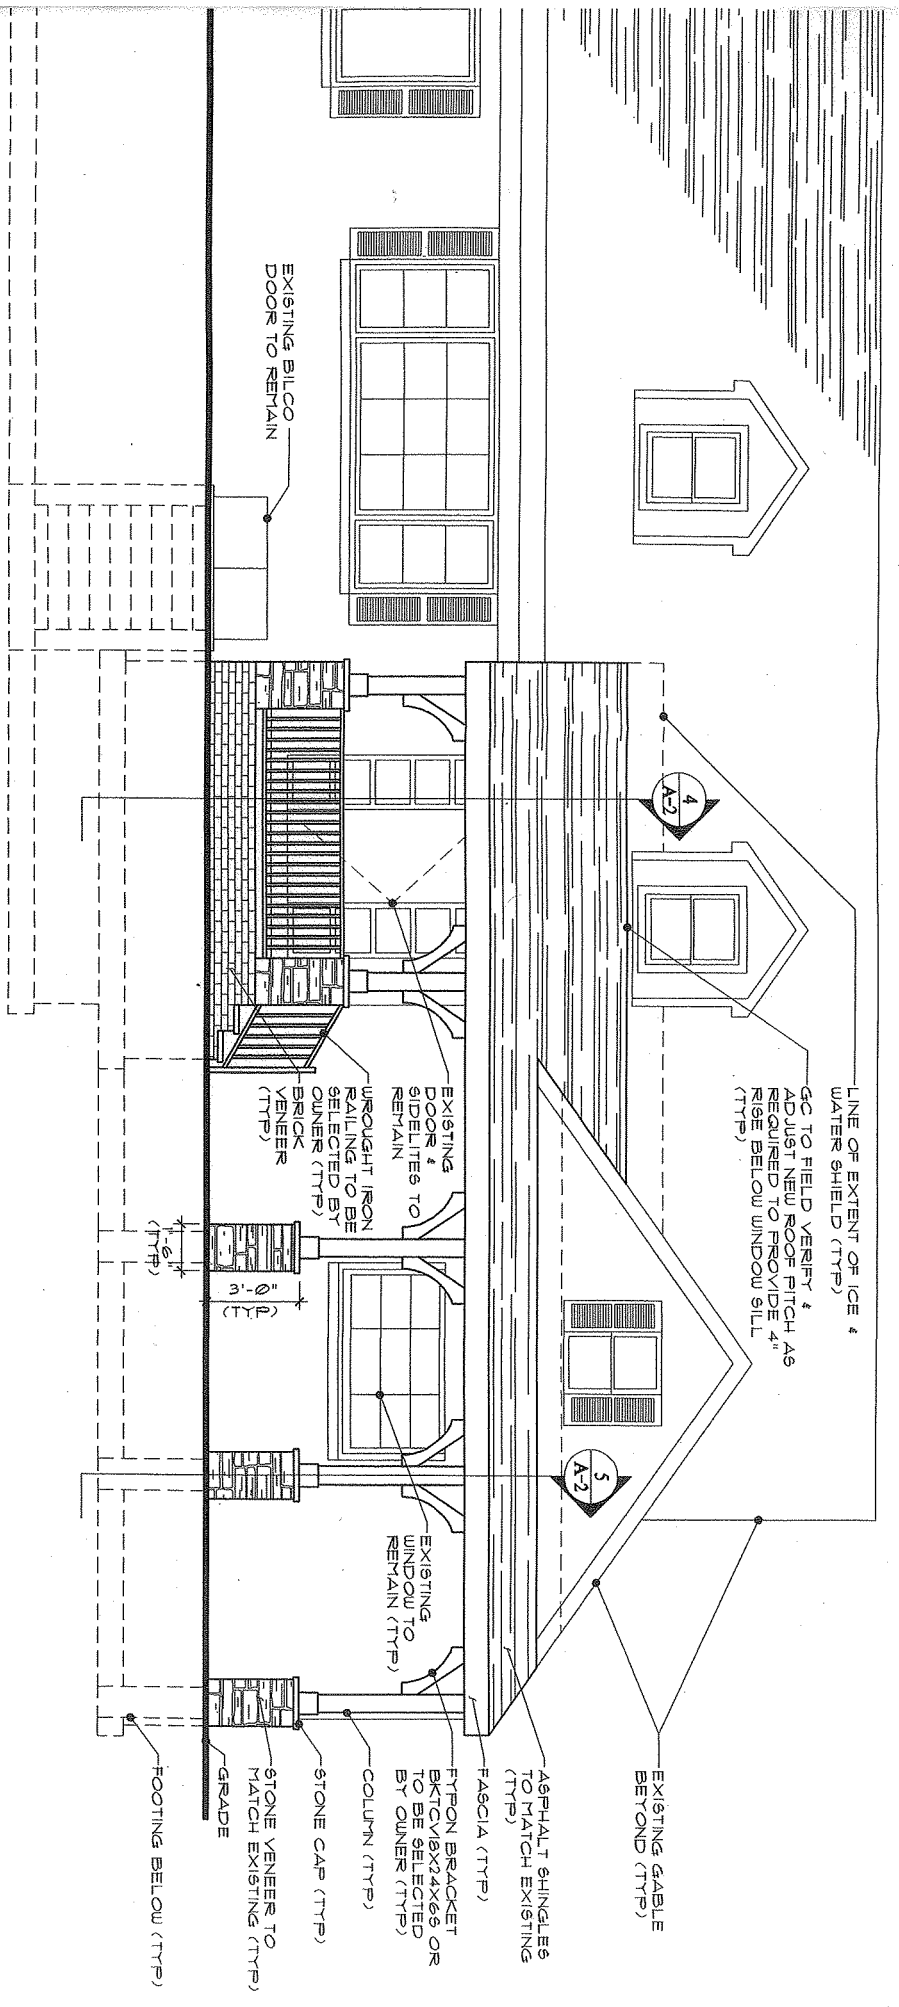 LINE OF EXTENT OF ICE &
WATER SHIELD (TYP)
GC TO FIELD VERIFY &
ADJUST NEW ROOF PITCH AS
REQUIRED TO PROVIDE 4"
RISE BELOW WINDOW SILL
(TYP)
4
A-2
5
A-2
EXISTING GABLE
BEYOND (TYP)
ASPHALT SHINGLES
TO MATCH EXISTING
(TYP)
FASCIA (TYP)
FYPON BRACKET
BKTCV18X24X6S OR
TO BE SELECTED
BY OWNER (TYP)
COLUMN (TYP)
STONE CAP (TYP)
STONE VENEER TO
MATCH EXISTING (TYP)
GRADE
FOOTING BELOW (TYP)
EXISTING
WINDOW TO
REMAIN (TYP)
EXISTING
DOOR &
SIDELITES TO
REMAIN
WROUGHT IRON
RAILING TO BE
SELECTED BY
OWNER (TYP)
BRICK
VENEER
(TYP)
1'-6"
(TYP)
3'-0"
(TYP)
EXISTING BILCO
DOOR TO REMAIN